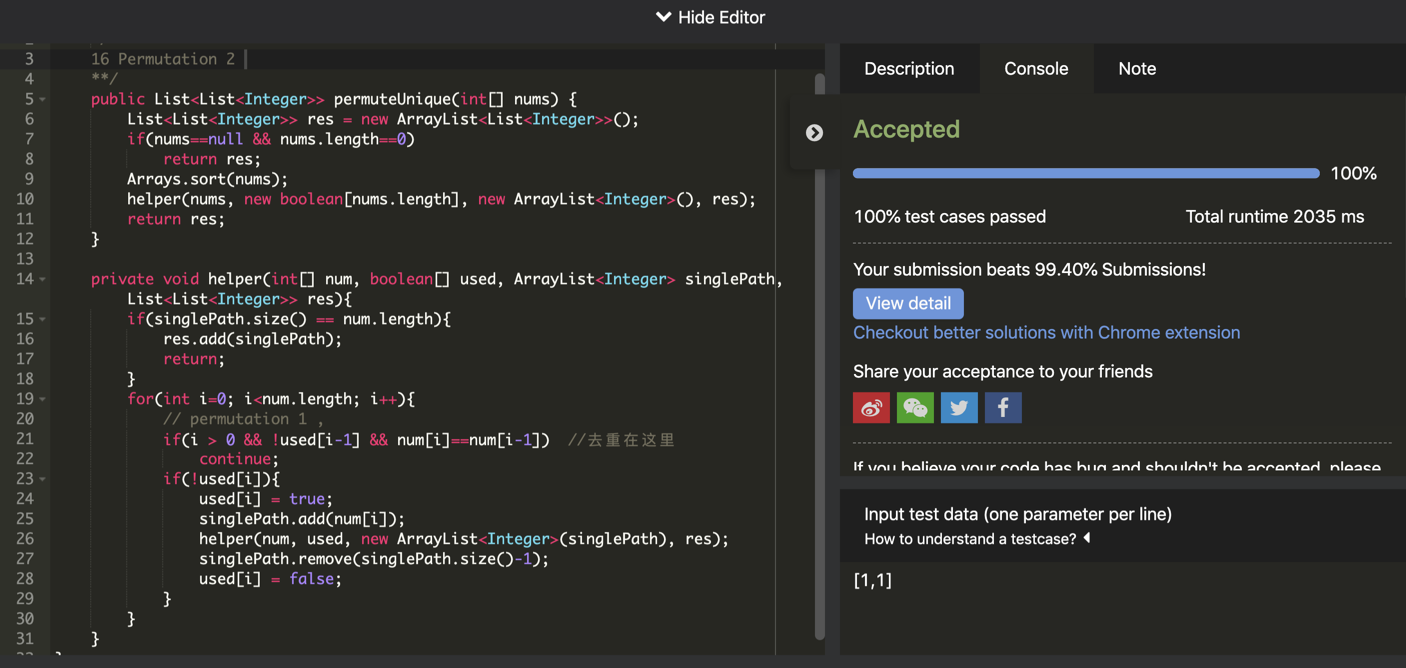 Hide Editor
3 16 Permutation 2
4 **/
5 public List<List<Integer>> permuteUnique(int[] nums) {
6 List<List<Integer>> res = new ArrayList<List<Integer>>();
7 if(nums==null && nums.length==0)
8 return res;
9 Arrays.sort(nums);
10 helper(nums, new boolean[nums.length], new ArrayList<Integer>(), res);
11 return res;
12 }
13
14 private void helper(int[] num, boolean[] used, ArrayList<Integer> singlePath,
List<List<Integer>> res){
15 if(singlePath.size() == num.length){
16 res.add(singlePath);
17 return;
18 }
19 for(int i=0; i<num.length; i++){
20 // permutation 1 ,
21 if(i > 0 && !used[i-1] && num[i]==num[i-1]) //去重在这里
22 continue;
23 if(!used[i]){
24 used[i] = true;
25 singlePath.add(num[i]);
26 helper(num, used, new ArrayList<Integer>(singlePath), res);
27 singlePath.remove(singlePath.size()-1);
28 used[i] = false;
29 }
30 }
31 }
Description Console Note
Accepted
100%
100% test cases passed Total runtime 2035 ms
Your submission beats 99.40% Submissions!
View detail
Checkout better solutions with Chrome extension
Share your acceptance to your friends
If you believe your code has bug and shouldn't be accepted, please
Input test data (one parameter per line)
How to understand a testcase?
[1,1]